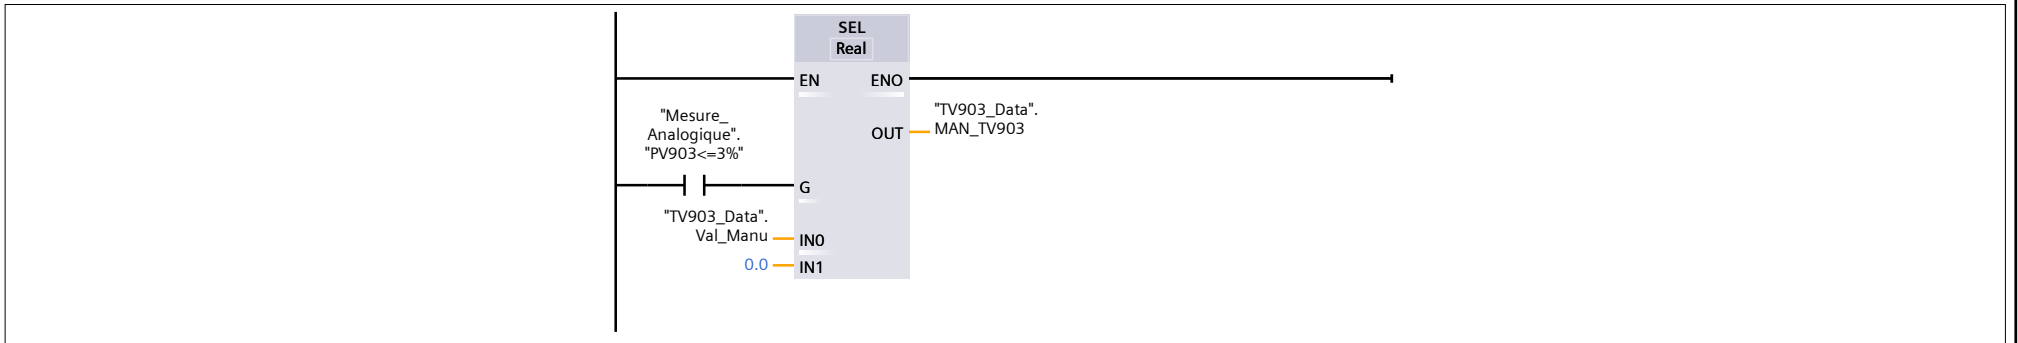 SEL
Real
EN
ENO
"Mesure_
Analogique".
"PV903<=3%"
"TV903_Data".
MAN_TV903
OUT
G
"TV903_Data".
Val_Manu
IN0
0.0
IN1